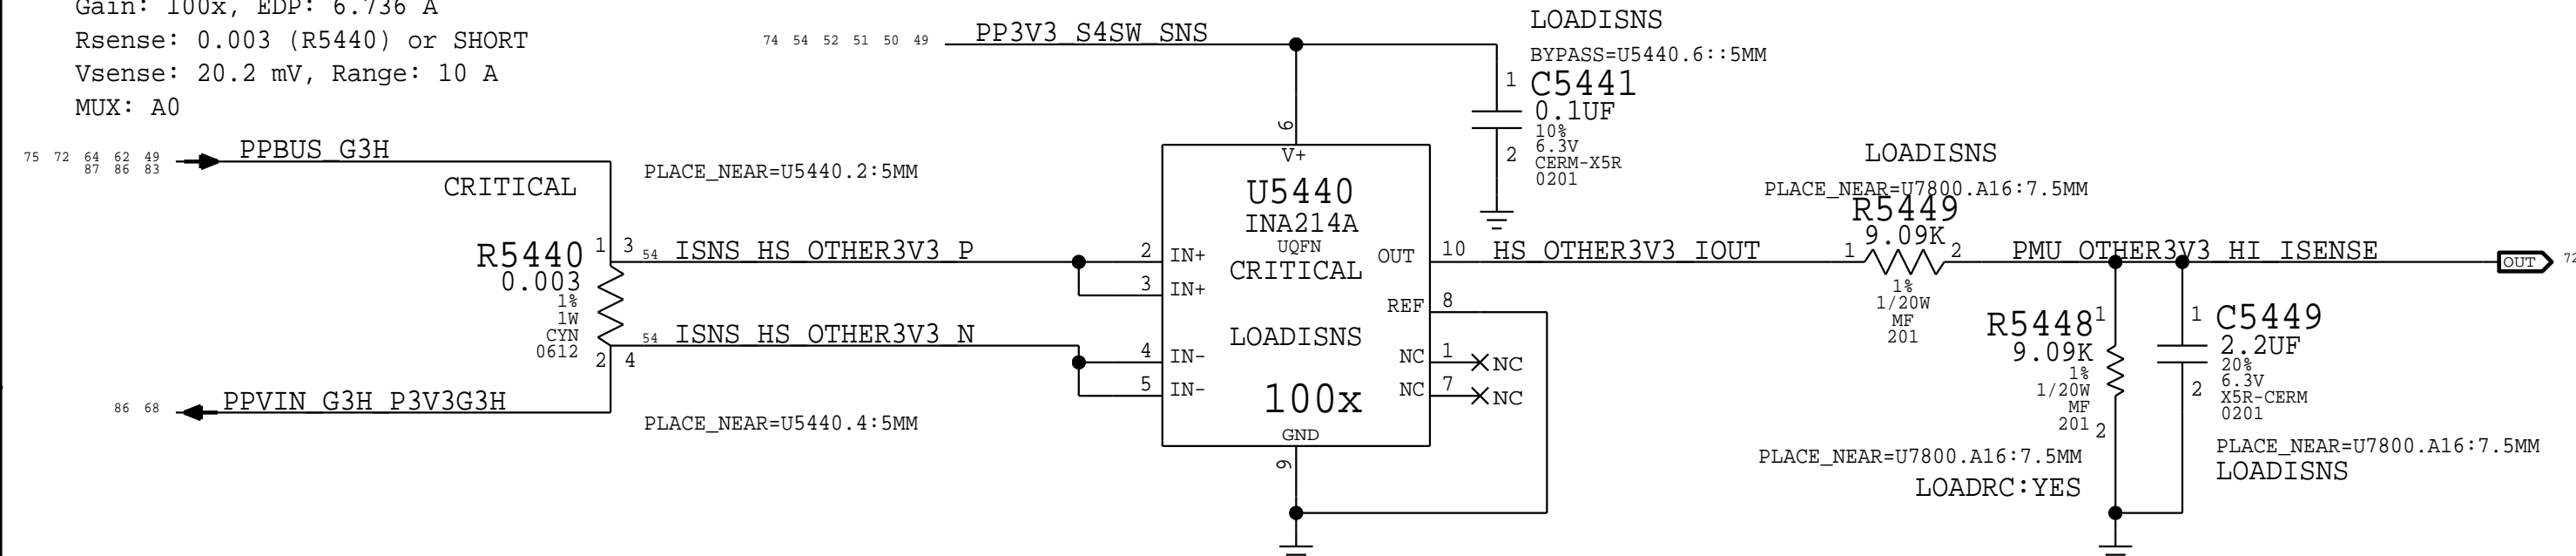 Gain: 100x, EDP: 6.736 A
Rsense: 0.003 (R5440) or SHORT
Vsense: 20.2 mV, Range: 10 A
MUX: A0
74 54 52 51 50 49
PP3V3_S4SW_SNS
LOADISNS
BYPASS=U5440.6::5MM
1
C5441
0.1UF
10%
6.3V
CERM-X5R
0201
2
75 72 64 62 49
87 86 83
PPBUS_G3H
CRITICAL
PLACE_NEAR=U5440.2:5MM
R5440
0.003
1%
1W
CYN
0612
1 3
2 4
54 ISNS_HS_OTHER3V3_P
54 ISNS_HS_OTHER3V3_N
86 68
PPVIN_G3H_P3V3G3H
PLACE_NEAR=U5440.4:5MM
6
V+
U5440
INA214A
UQFN
CRITICAL
LOADISNS
100x
GND
9
2 IN+
3 IN+
4 IN-
5 IN-
OUT 10
REF 8
NC 1 NC
NC 7 NC
HS_OTHER3V3_IOUT
LOADISNS
PLACE_NEAR=U7800.A16:7.5MM
R5449
9.09K
1 2
1%
1/20W
MF
201
PMU_OTHER3V3_HI_ISENSE
OUT
72
R5448
9.09K
1%
1/20W
MF
201
1
2
PLACE_NEAR=U7800.A16:7.5MM
LOADRC:YES
1
C5449
2.2UF
20%
6.3V
X5R-CERM
0201
2
PLACE_NEAR=U7800.A16:7.5MM
LOADISNS